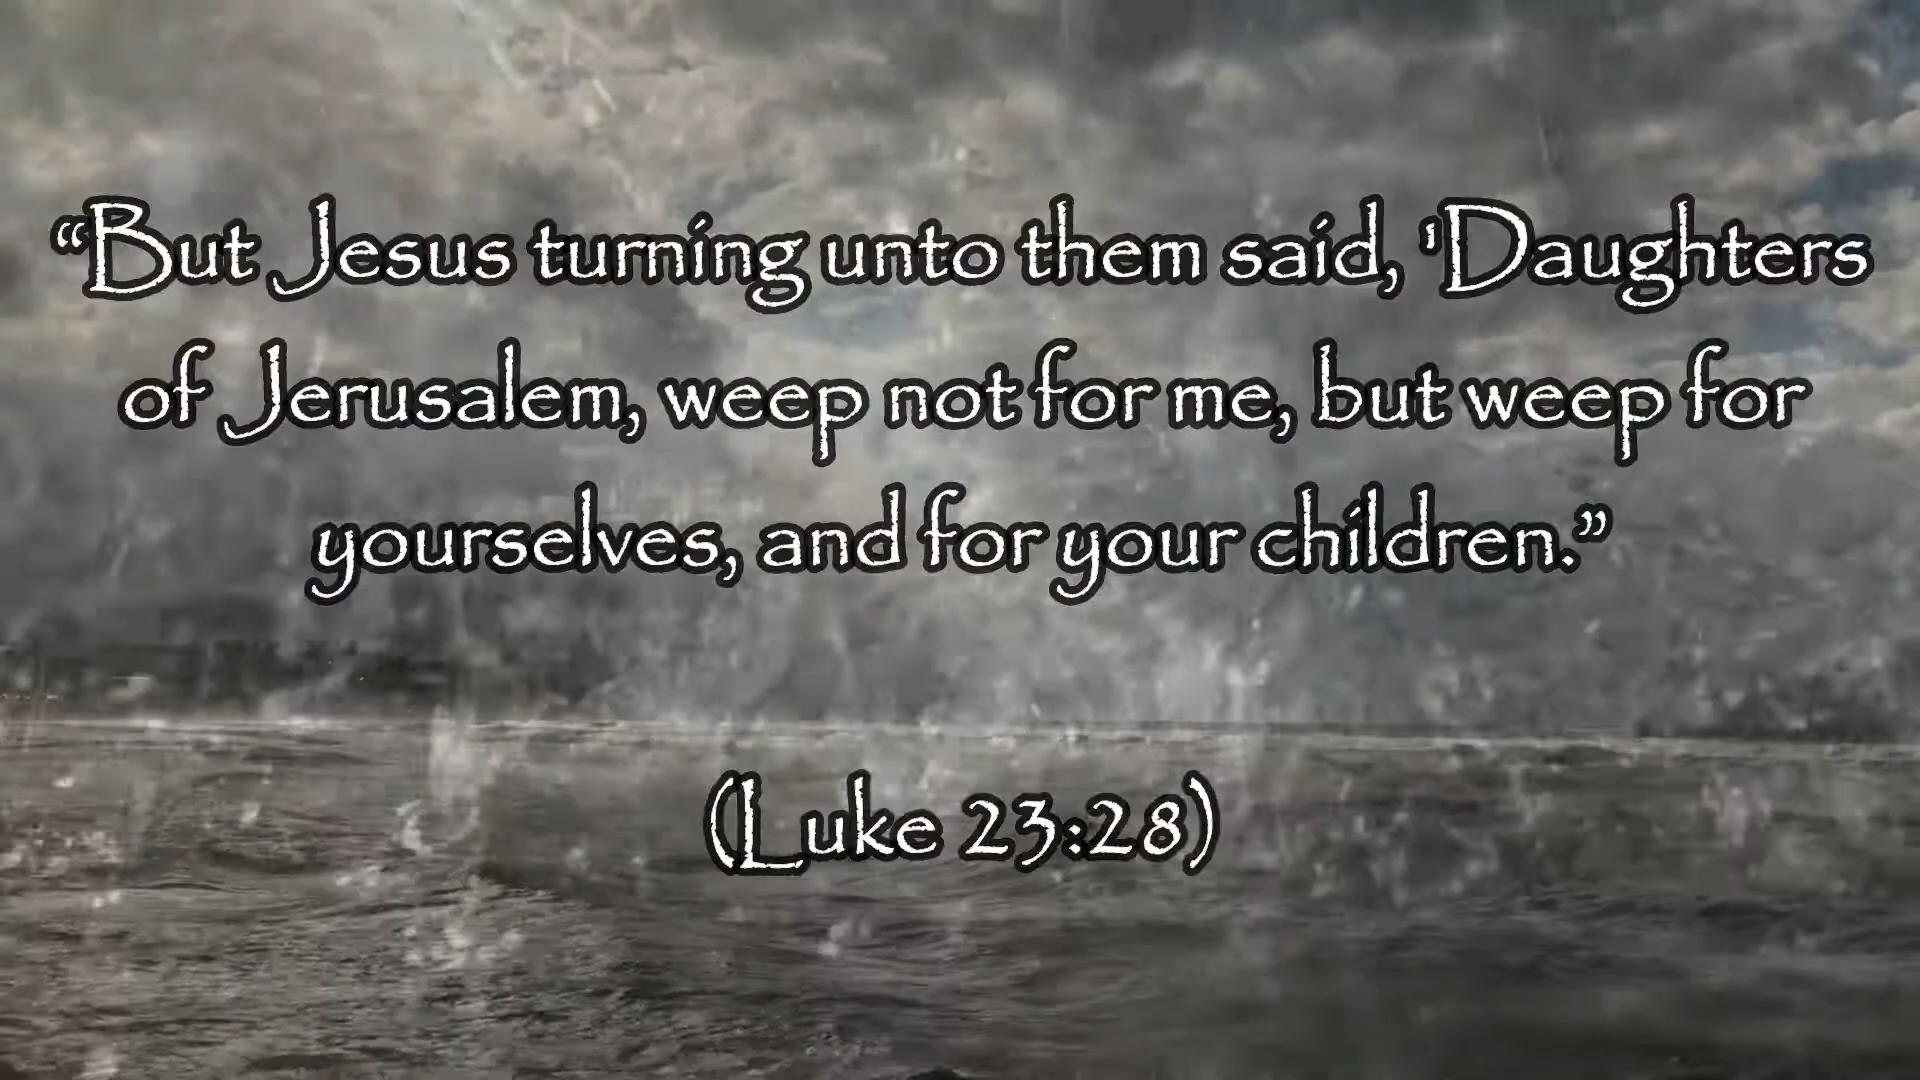 “But Jesus turning unto them said, 'Daughters
of Jerusalem, weep not for me, but weep for
yourselves, and for your children.”
(Luke 23:28)